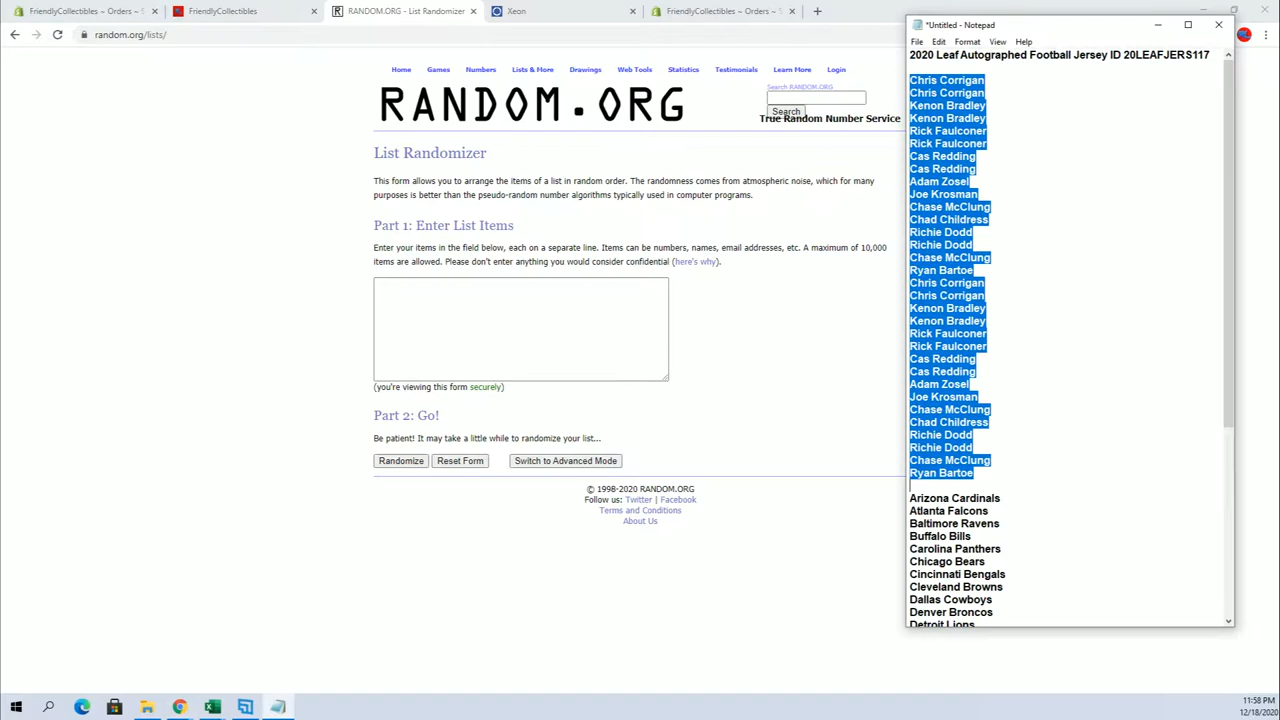 FriendlyCollectibles ~ Orders ~ S
FriendlyCollectibles
RANDOM.ORG - List Randomizer
Xeon
FriendlyCollectibles ~ Orders ~ S
random.org/lists/
Home Games Numbers Lists & More Drawings Web Tools Statistics Testimonials Learn More Login
RANDOM.ORG
Search RANDOM.ORG
Search
True Random Number Service
List Randomizer
This form allows you to arrange the items of a list in random order. The randomness comes from atmospheric noise, which for many
purposes is better than the pseudo-random number algorithms typically used in computer programs.
Part 1: Enter List Items
Enter your items in the field below, each on a separate line. Items can be numbers, names, email addresses, etc. A maximum of 10,000
items are allowed. Please don't enter anything you would consider confidential (here's why).
(you're viewing this form securely)
Part 2: Go!
Be patient! It may take a little while to randomize your list...
Randomize Reset Form Switch to Advanced Mode
© 1998-2020 RANDOM.ORG
Follow us: Twitter | Facebook
Terms and Conditions
About Us
*Untitled - Notepad
File Edit Format View Help
2020 Leaf Autographed Football Jersey ID 20LEAFJERS117
Chris Corrigan
Chris Corrigan
Kenon Bradley
Kenon Bradley
Rick Faulconer
Rick Faulconer
Cas Redding
Cas Redding
Adam Zosel
Joe Krosman
Chase McClung
Chad Childress
Richie Dodd
Richie Dodd
Chase McClung
Ryan Bartoe
Chris Corrigan
Chris Corrigan
Kenon Bradley
Kenon Bradley
Rick Faulconer
Rick Faulconer
Cas Redding
Cas Redding
Adam Zosel
Joe Krosman
Chase McClung
Chad Childress
Richie Dodd
Richie Dodd
Chase McClung
Ryan Bartoe
Arizona Cardinals
Atlanta Falcons
Baltimore Ravens
Buffalo Bills
Carolina Panthers
Chicago Bears
Cincinnati Bengals
Cleveland Browns
Dallas Cowboys
Denver Broncos
Detroit Lions
11:58 PM
12/18/2020